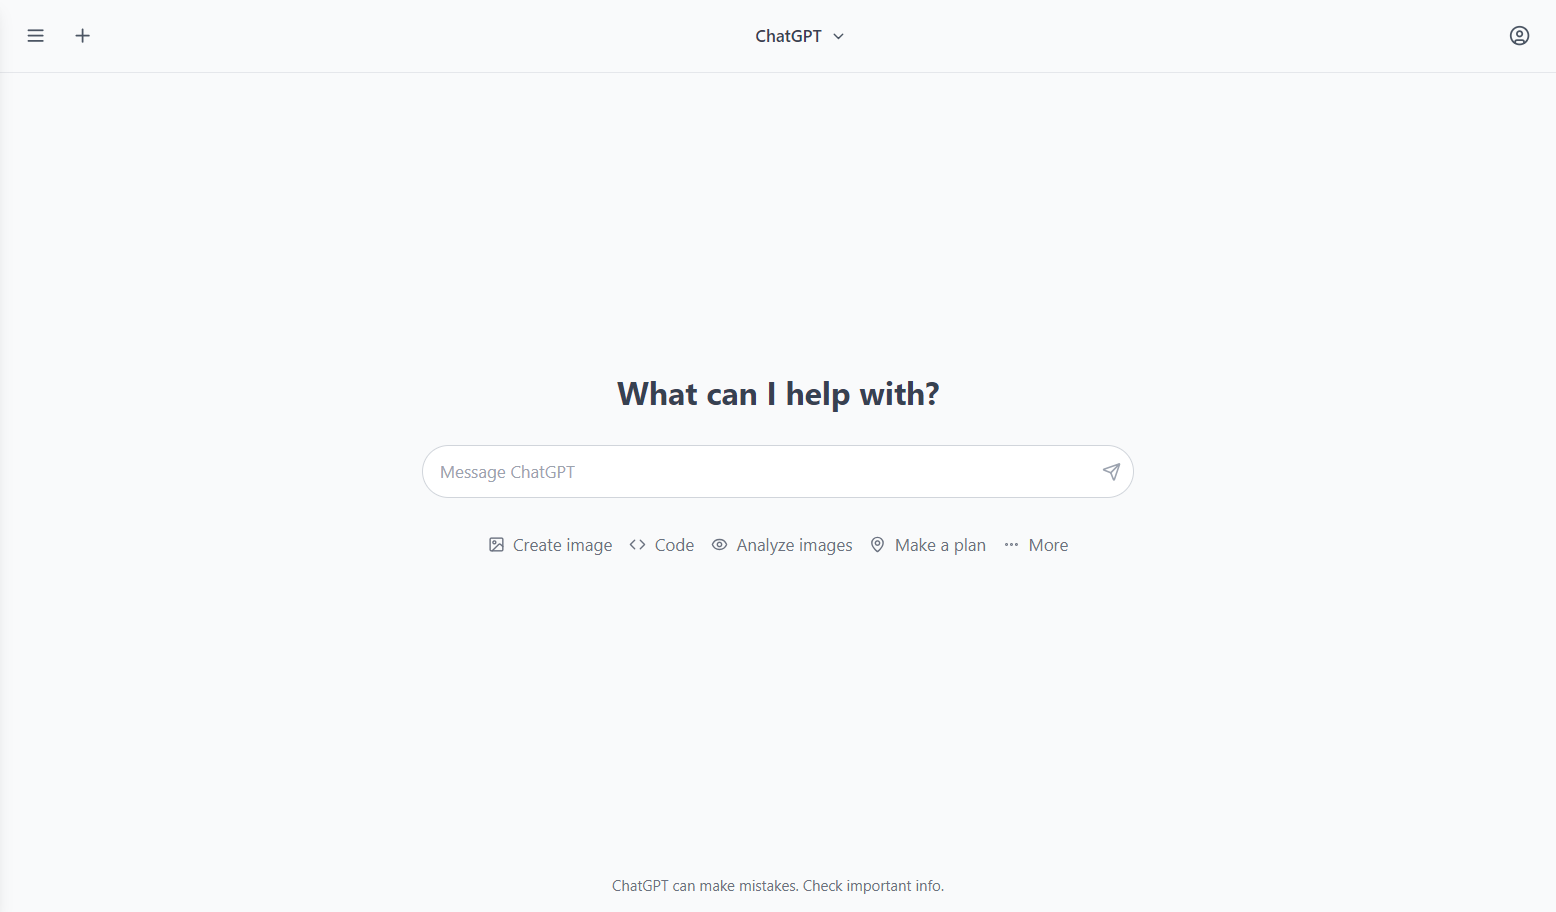 ChatGPT
What can I help with?
Message ChatGPT
Create image Code Analyze images Make a plan More
ChatGPT can make mistakes. Check important info.